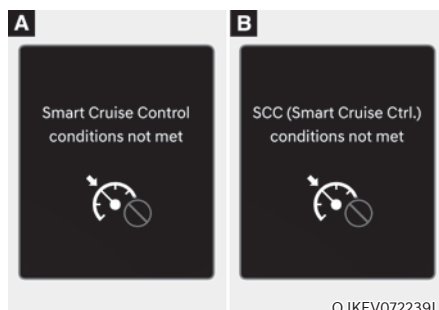 A
Smart Cruise Control
conditions not met
B
SCC (Smart Cruise Ctrl.)
conditions not met